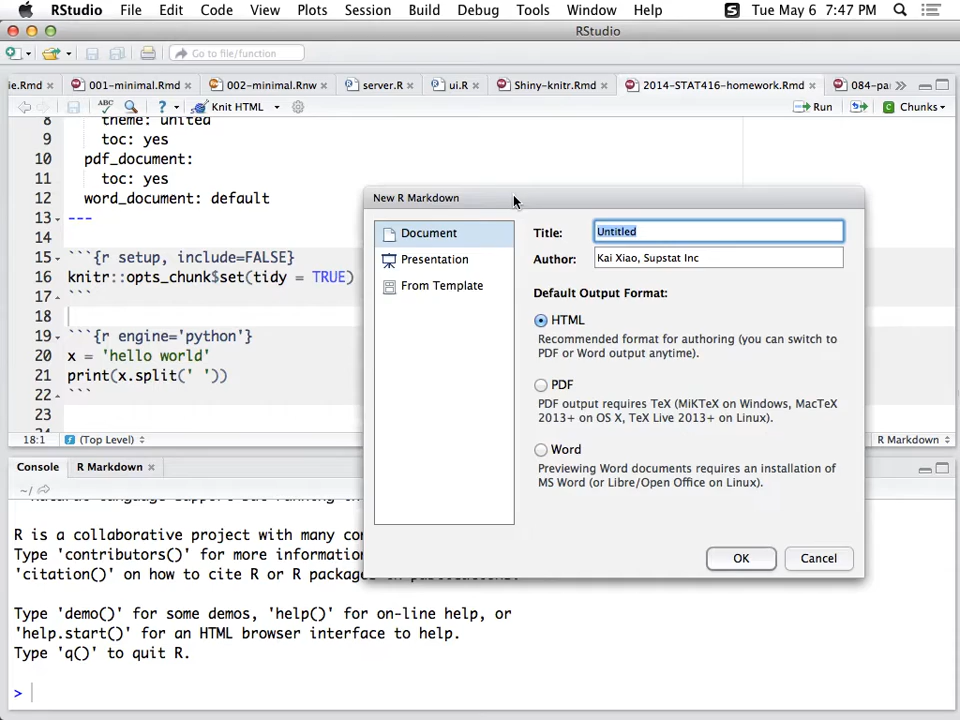 RStudio File Edit Code View Plots Session Build Debug Tools Window Help S Tue May 6 7:47 PM
RStudio
Go to file/function
ie.Rmd 001-minimal.Rmd 002-minimal.Rnw server.R ui.R Shiny-knitr.Rmd 2014-STAT416-homework.Rmd 084-pa
ABC ? Knit HTML Run Chunks
8 theme: united
9 toc: yes
10 pdf_document:
11 toc: yes
12 word_document: default
13 ---
14
15 ```{r setup, include=FALSE}
16 knitr::opts_chunk$set(tidy = TRUE)
17 ```
18
19 ```{r engine='python'}
20 x = 'hello world'
21 print(x.split(' '))
22 ```
23
18:1 (Top Level) R Markdown
New R Markdown
Document
Presentation
From Template
Title: Untitled
Author: Kai Xiao, Supstat Inc
Default Output Format:
HTML
Recommended format for authoring (you can switch to
PDF or Word output anytime).
PDF
PDF output requires TeX (MiKTeX on Windows, MacTeX
2013+ on OS X, TeX Live 2013+ on Linux).
Word
Previewing Word documents requires an installation of
MS Word (or Libre/Open Office on Linux).
OK Cancel
Console R Markdown
~/
R is a collaborative project with many
Type 'contributors()' for more
'citation()' on how to cite R or R
Type 'demo()' for some demos, 'help()' for on-line help, or
'help.start()' for an HTML browser interface to help.
Type 'q()' to quit R.
>